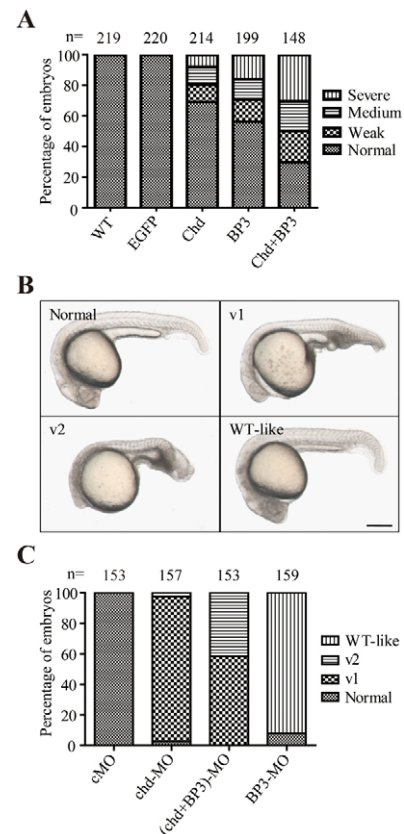 A
n= 219 220 214 199 148
Percentage of embryos
100
80
60
40
20
0
WT
EGFP
Chd
BP3
Chd+BP3
Severe
Medium
Weak
Normal
B
Normal
v1
v2
WT-like
C
n= 153 157 153 159
Percentage of embryos
100
80
60
40
20
0
cMO
chd-MO
(chd+BP3)-MO
BP3-MO
WT-like
v2
v1
Normal